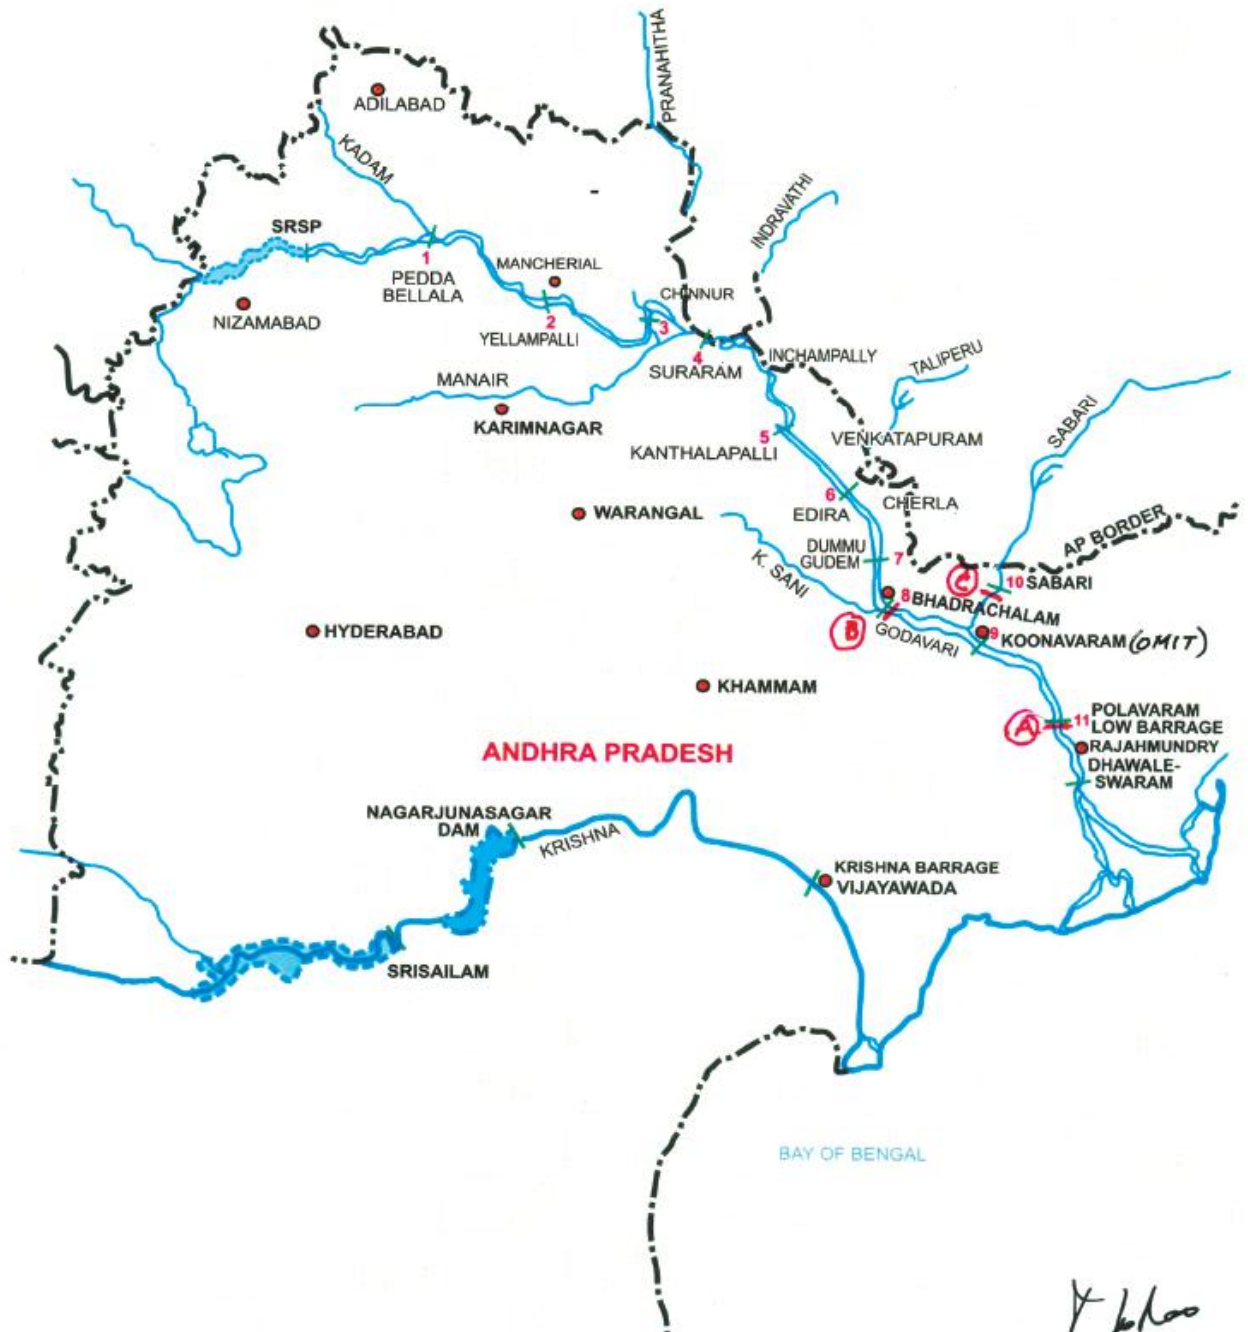 PRANAHITHA
ADILABAD
KADAM
INDRAVATHI
SRSP
1
PEDDA
BELLALA
MANCHERIAL
CHINNUR
NIZAMABAD
2
3
YELLAMPALLI
4
INCHAMPALLY
SURARAM
TALIPERU
MANAIR
SABARI
KARIMNAGAR
5
VENKATAPURAM
KANTHALAPALLI
6
CHERLA
WARANGAL
EDIRA
AP BORDER
DUMMU
GUDEM
7
K. SANI
C
10 SABARI
8 BHADRACHALAM
B
GODAVARI
9
KOONAVARAM (OMIT)
HYDERABAD
KHAMMAM
A
11
POLAVARAM
LOW BARRAGE
RAJAHMUNDRY
DHAWALE-
SWARAM
ANDHRA PRADESH
NAGARJUNASAGAR
DAM
KRISHNA
KRISHNA BARRAGE
VIJAYAWADA
SRISAILAM
BAY OF BENGAL